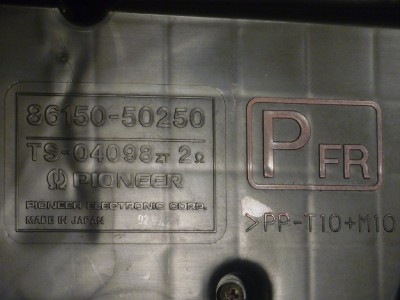 86150-50250
TS-04098ZT 2Ω
PIONEER
PIONEER ELECTRONIC CORP.
MADE IN JAPAN
P FR
>PP-T10+M10